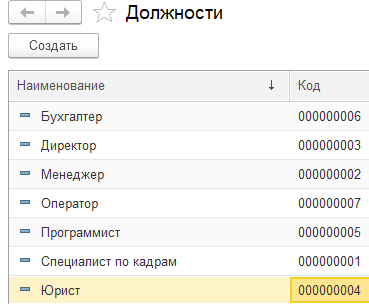 Должности
Создать
Наименование ↓ Код
Бухгалтер 000000006
Директор 000000003
Менеджер 000000002
Оператор 000000007
Программист 000000005
Специалист по кадрам 000000001
Юрист 000000004